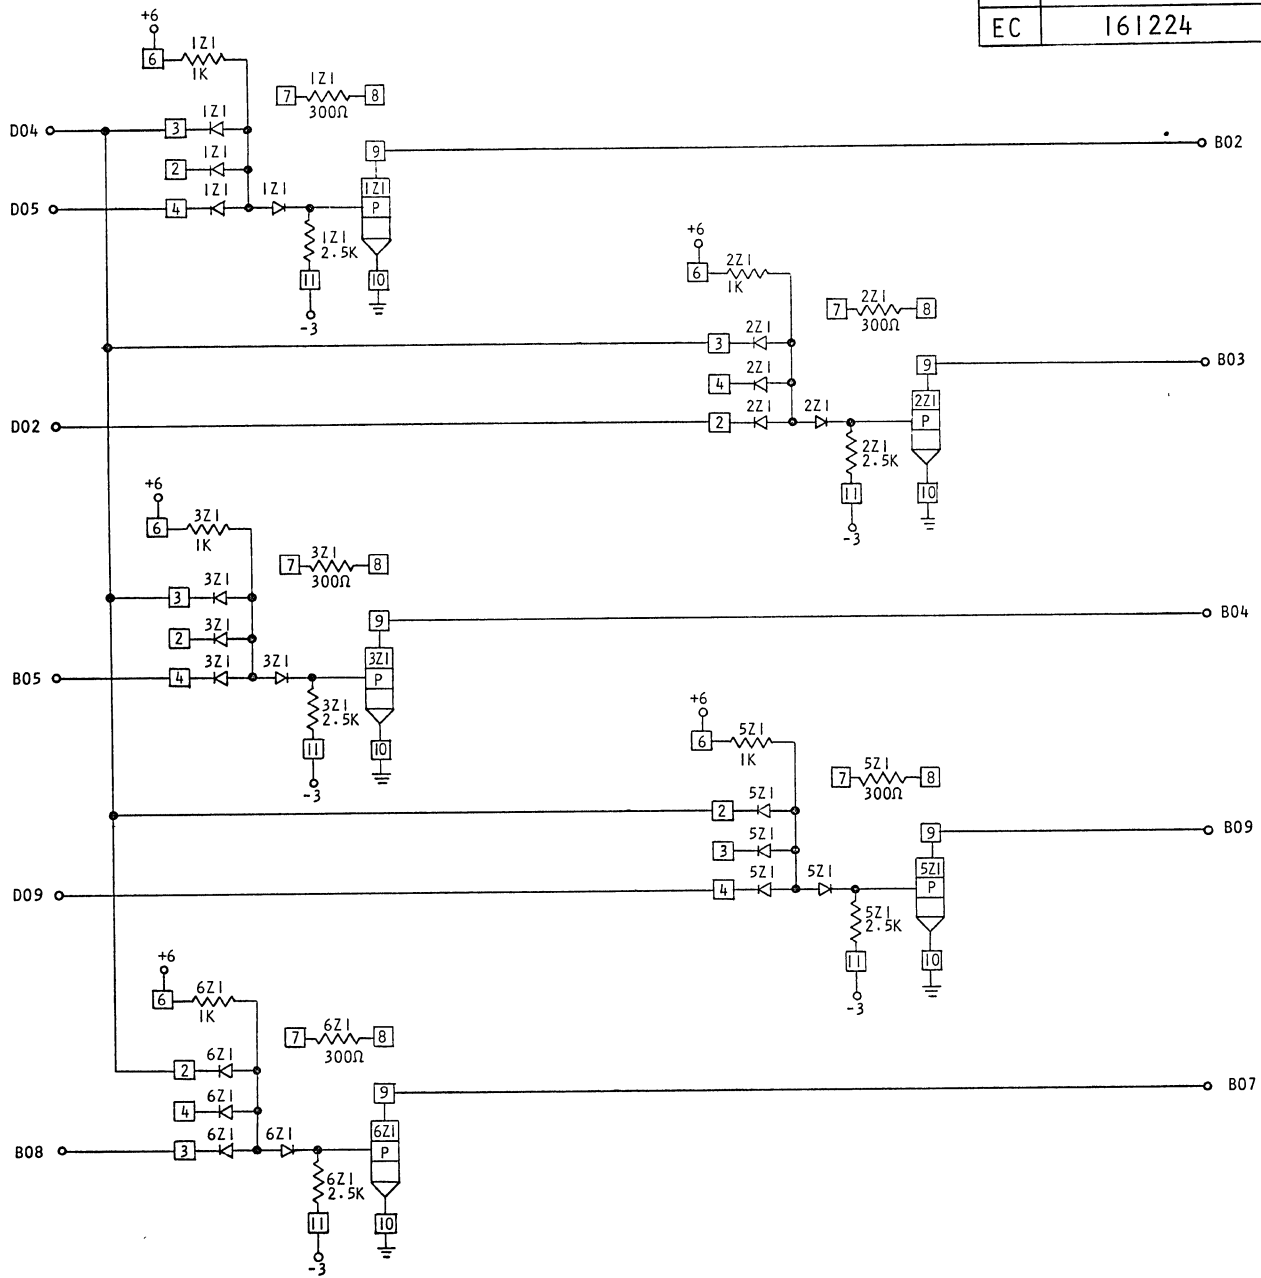 EC 161224
+6
6 1Z1
1K
7 1Z1 8
300Ω
D04 3 1Z1
2 1Z1
D05 4 1Z1 1Z1
9
1Z1
P
B02
1Z1
2.5K
11
-3
10
+6
6 2Z1
1K
7 2Z1 8
300Ω
3 2Z1
4 2Z1
D02 2 2Z1 2Z1
9
2Z1
P
B03
2Z1
2.5K
11
-3
10
+6
6 3Z1
1K
7 3Z1 8
300Ω
3 3Z1
2 3Z1
B05 4 3Z1 3Z1
9
3Z1
P
B04
3Z1
2.5K
11
-3
10
+6
6 5Z1
1K
7 5Z1 8
300Ω
2 5Z1
3 5Z1
D09 4 5Z1 5Z1
9
5Z1
P
B09
5Z1
2.5K
11
-3
10
+6
6 6Z1
1K
7 6Z1 8
300Ω
2 6Z1
4 6Z1
B08 3 6Z1 6Z1
9
6Z1
P
B07
6Z1
2.5K
11
-3
10